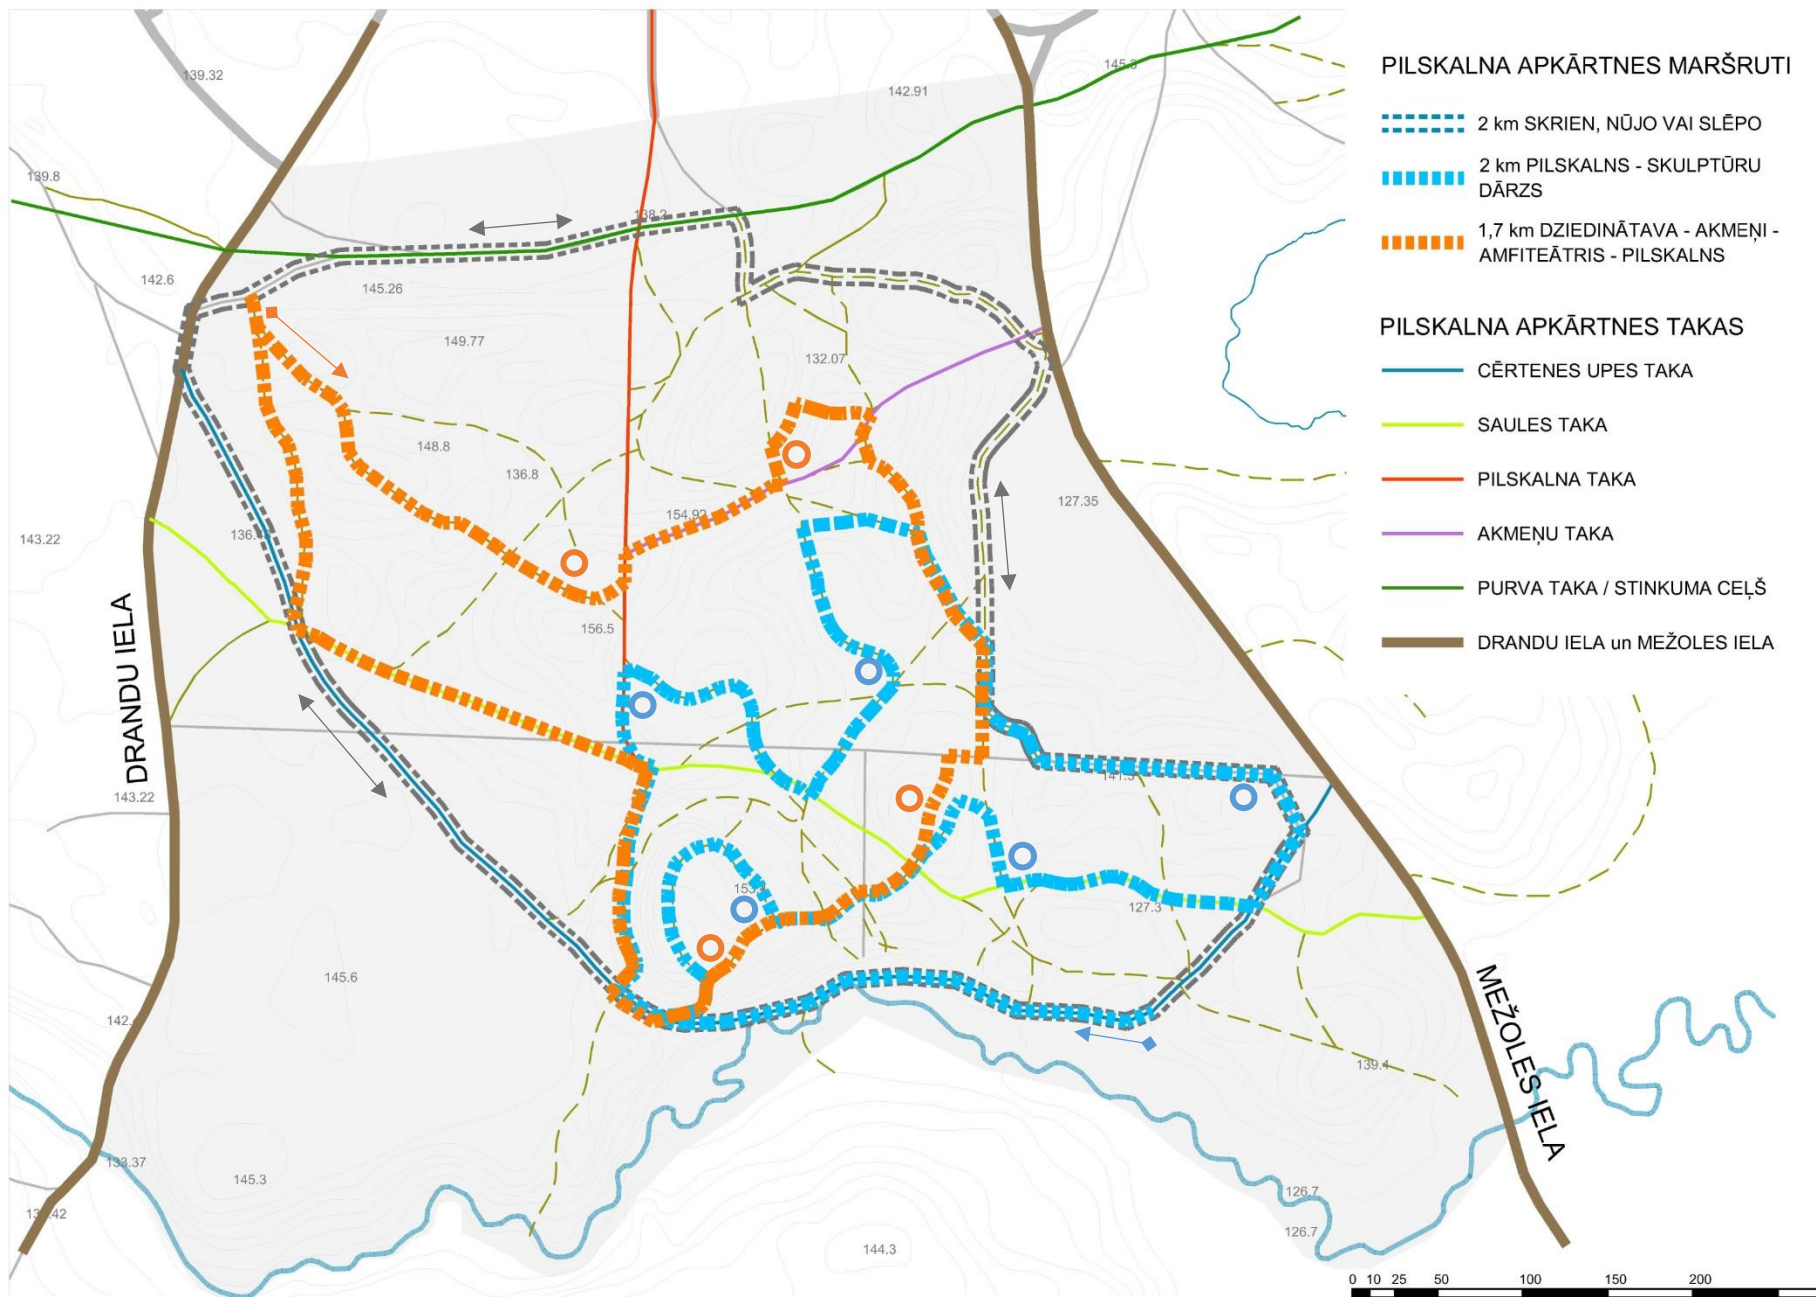 PILSKALNA APKĀRTNES MARŠRUTI
2 km SKRIEN, NŪJO VAI SLĒPO
2 km PILSKALNS - SKULPTŪRU
DĀRZS
1,7 km DZIEDINĀTAVA - AKMEŅI -
AMFITEĀTRIS - PILSKALNS
PILSKALNA APKĀRTNES TAKAS
CĒRTENES UPES TAKA
SAULES TAKA
PILSKALNA TAKA
AKMEŅU TAKA
PURVA TAKA / STINKUMA CEĻŠ
DRANDU IELA un MEŽOLES IELA
139.32
142.91
139.8
138.2
142.6
145.26
149.77
132.07
148.8
136.8
127.35
154.92
143.22
156.5
DRANDU IELA
143.22
141.3
127.3
145.6
MEŽOLES IELA
139.4
133.37
145.3
126.7
126.7
144.3
0 10 25 50 100 150 200